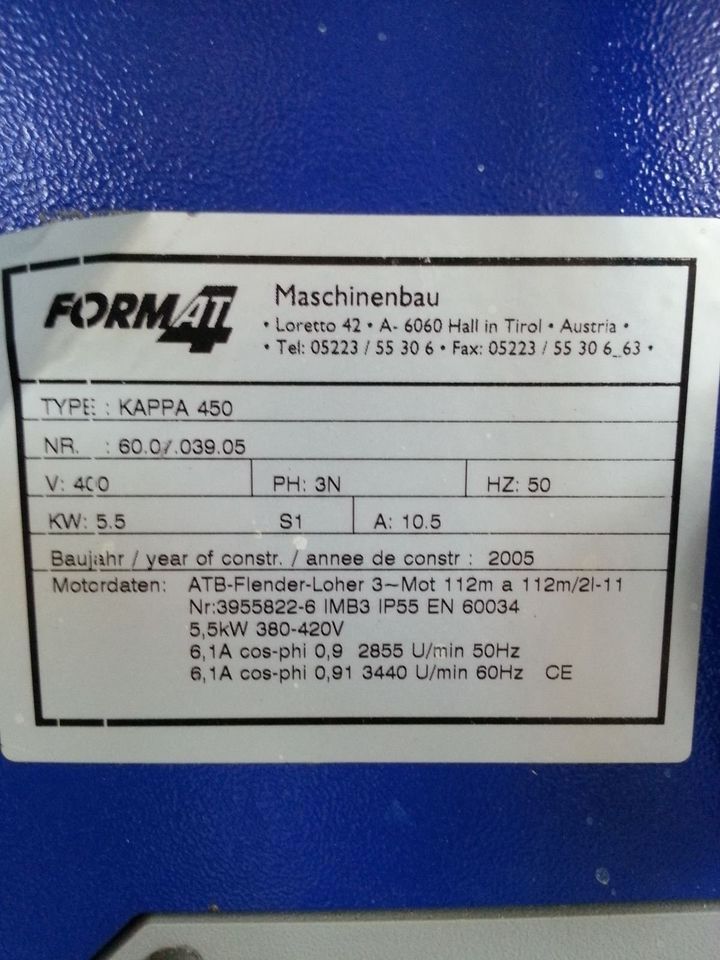 FORMAT 4
Maschinenbau
• Loretto 42 • A- 6060 Hall in Tirol • Austria •
• Tel: 05223 / 55 30 6 • Fax: 05223 / 55 30 6_63 •
TYPE : KAPPA 450
NR. : 60.07.039.05
V: 400 PH: 3N HZ: 50
KW: 5.5 S1 A: 10.5
Baujahr / year of constr. / annee de constr : 2005
Motordaten: ATB-Flender-Loher 3~Mot 112m a 112m/2l-11
Nr:3955822-6 IMB3 IP55 EN 60034
5,5kW 380-420V
6,1A cos-phi 0,9 2855 U/min 50Hz
6,1A cos-phi 0,91 3440 U/min 60Hz CE